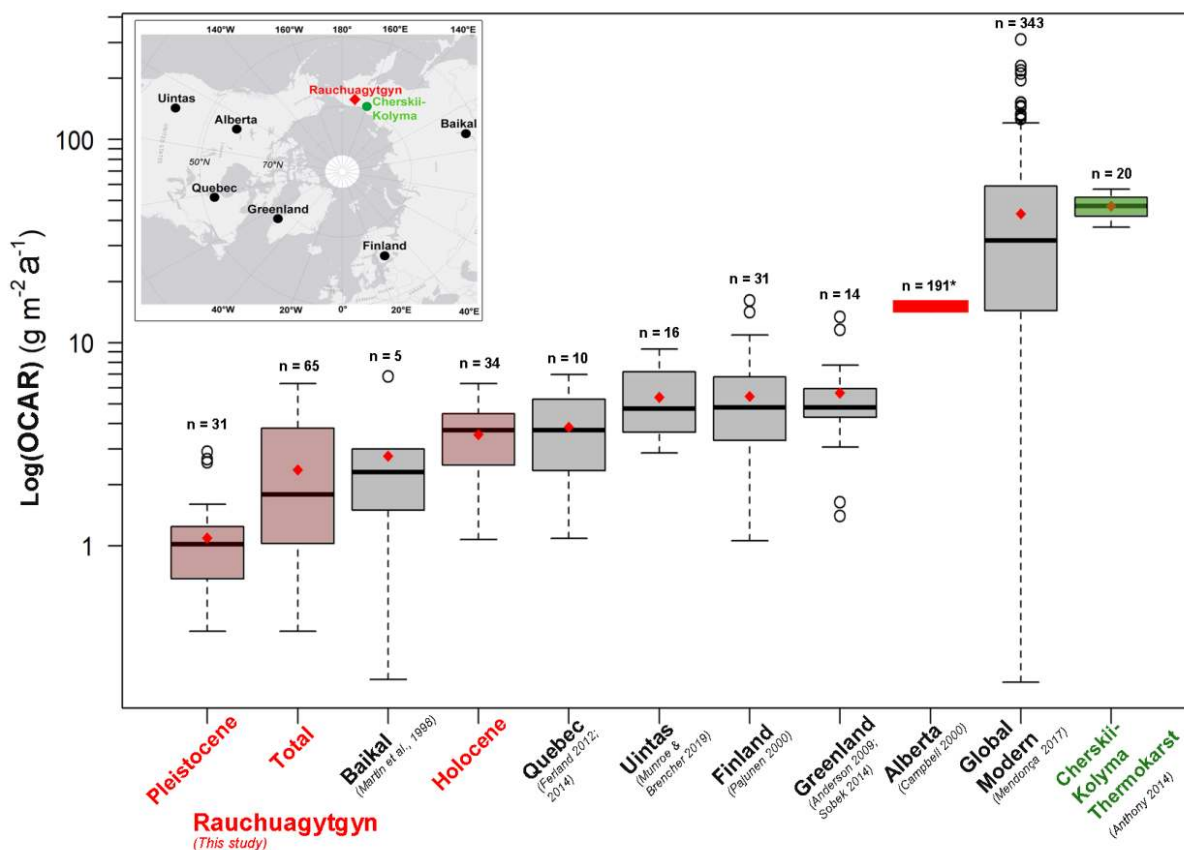 140°W 160°W 180° 160°E 140°E
Uintas
Rauchuagytgyn
Cherskii-
Kolyma
Alberta
Baikal
50°N 70°N
Quebec
Greenland
Finland
40°W 20°W 0° 20°E 40°E
Log(OCAR) (g m⁻² a⁻¹)
100
10
1
n = 31
n = 65
n = 5
n = 34
n = 10
n = 16
n = 31
n = 14
n = 191*
n = 343
n = 20
Pleistocene
Total
Baikal
(Martin et al., 1998)
Holocene
Quebec
(Ferland 2012;
2014)
Uintas
(Munroe &
Brencher 2019)
Finland
(Pajunen 2000)
Greenland
(Anderson 2009;
Sobek 2014)
Alberta
(Campbell 2000)
Global
Modern
(Mendonça 2017)
Cherskii-
Kolyma
Thermokarst
(Anthony 2014)
Rauchuagytgyn
(This study)